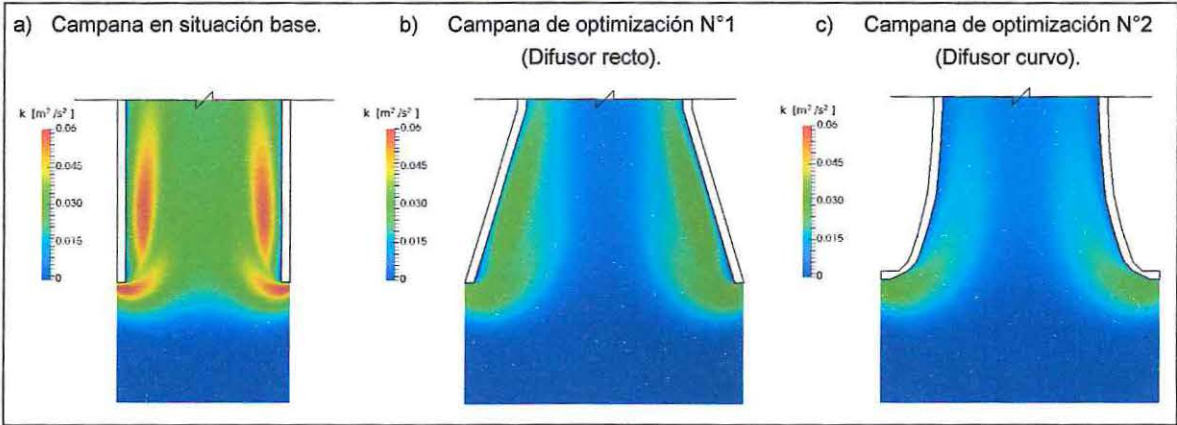 a) Campana en situación base.
b) Campana de optimización N°1
(Difusor recto).
c) Campana de optimización N°2
(Difusor curvo).
k [m²/s²]
0.06
0.045
0.030
0.015
0
k [m²/s²]
0.06
0.045
0.030
0.015
0
k [m²/s²]
0.06
0.045
0.030
0.015
0